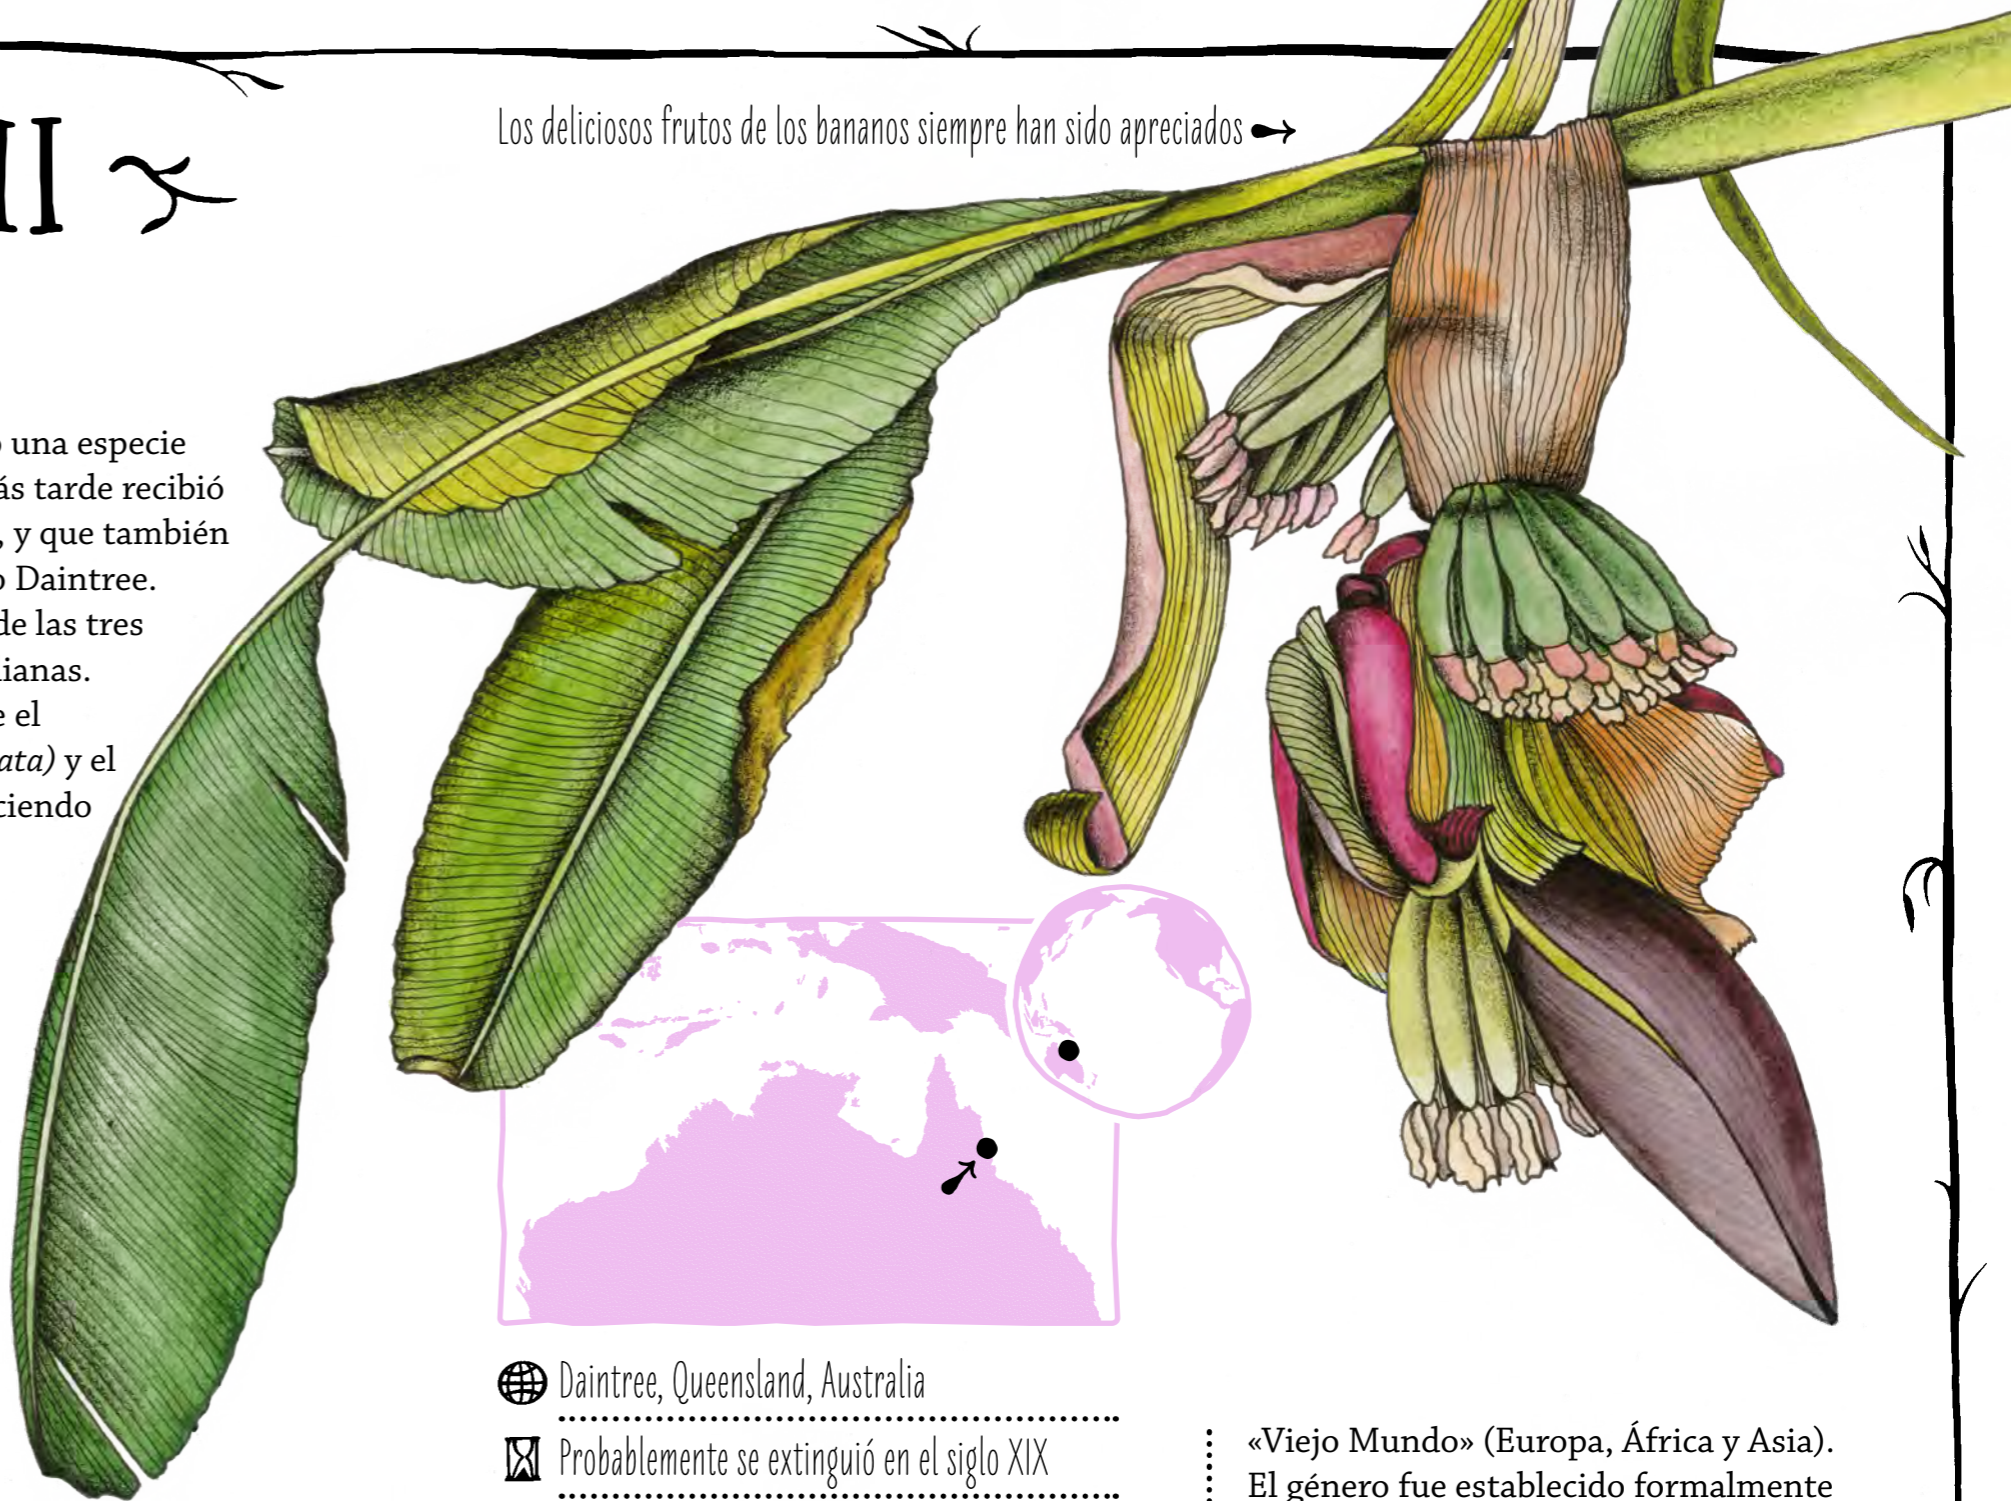 II
Los deliciosos frutos de los bananos siempre han sido apreciados
una especie
tarde recibió
, y que también
Daintree.
de las tres
ianas.
el
ata) y el
tiendo
Daintree, Queensland, Australia
Probablemente se extinguió en el siglo XIX
«Viejo Mundo» (Europa, África y Asia).
El género fue establecido formalmente